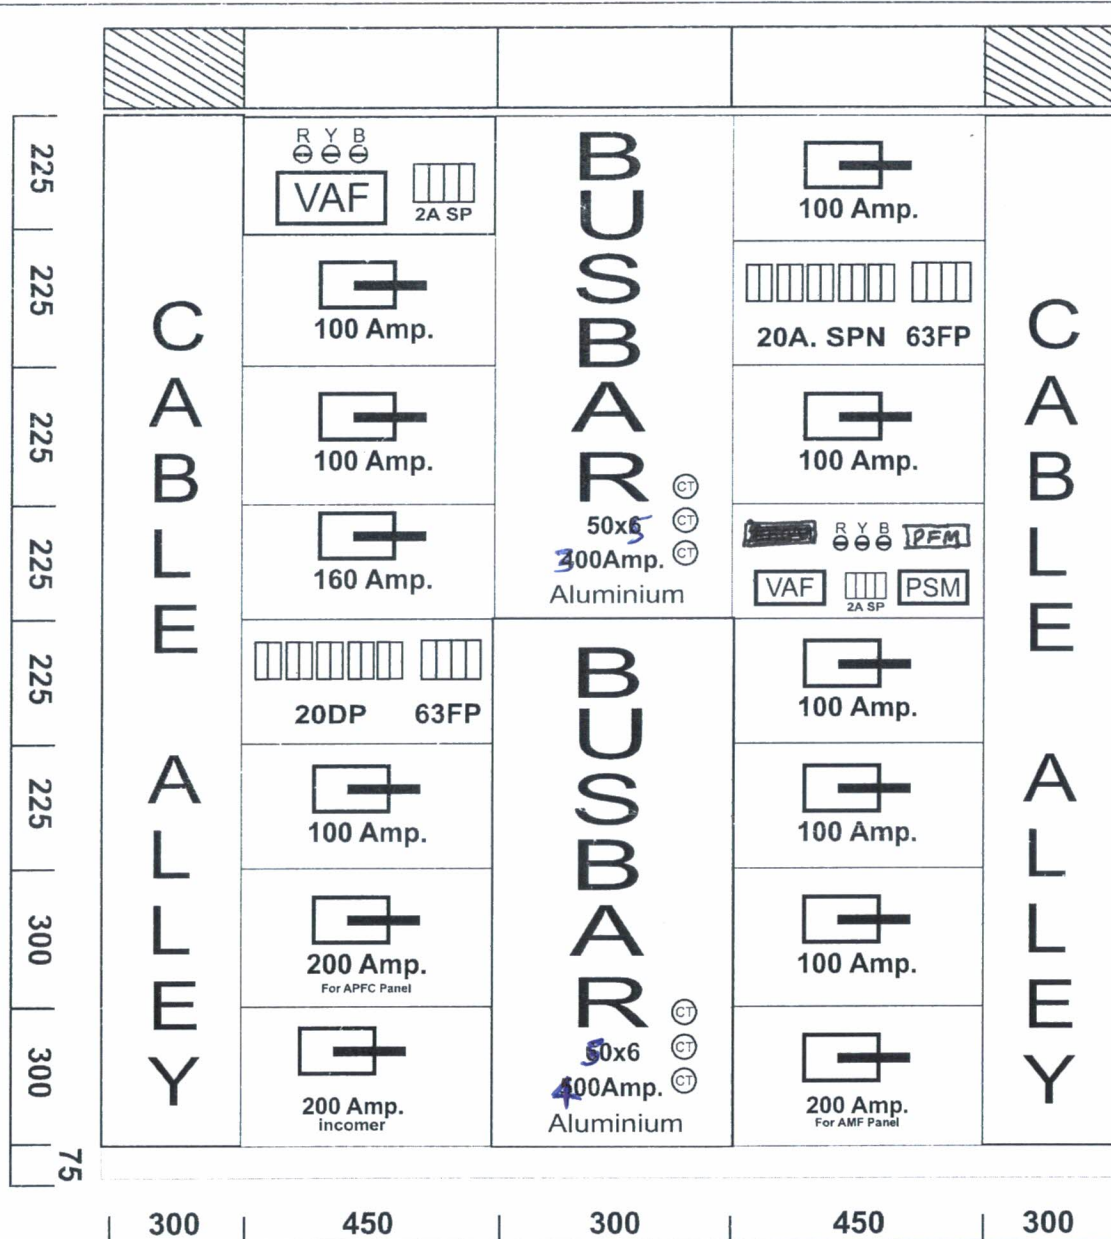 225
225
225
225
225
225
300
300
75
CABLE ALLEY
R Y B
VAF
2A SP
100 Amp.
100 Amp.
160 Amp.
20DP 63FP
100 Amp.
200 Amp.
For APFC Panel
200 Amp.
incomer
BUSBAR
CT
CT
CT
50x5
300Amp.
Aluminium
BUSBAR
CT
CT
CT
50x6
400Amp.
Aluminium
100 Amp.
20A. SPN 63FP
100 Amp.
R Y B
PFM
VAF
2A SP
PSM
100 Amp.
100 Amp.
100 Amp.
200 Amp.
For AMF Panel
CABLE ALLEY
300 450 300 450 300